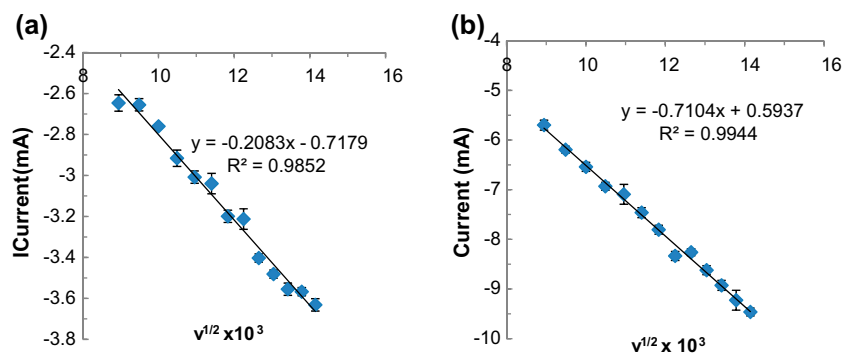 (a)
-2.4
8 10 12 14 16
-2.6
-2.8
-3
-3.2
-3.4
-3.6
-3.8
ICurrent(mA)
y = -0.2083x - 0.7179
R² = 0.9852
v¹/² x10³
(b)
-4
8 10 12 14 16
-5
-6
-7
-8
-9
-10
Current (mA)
y = -0.7104x + 0.5937
R² = 0.9944
v¹/² x 10³